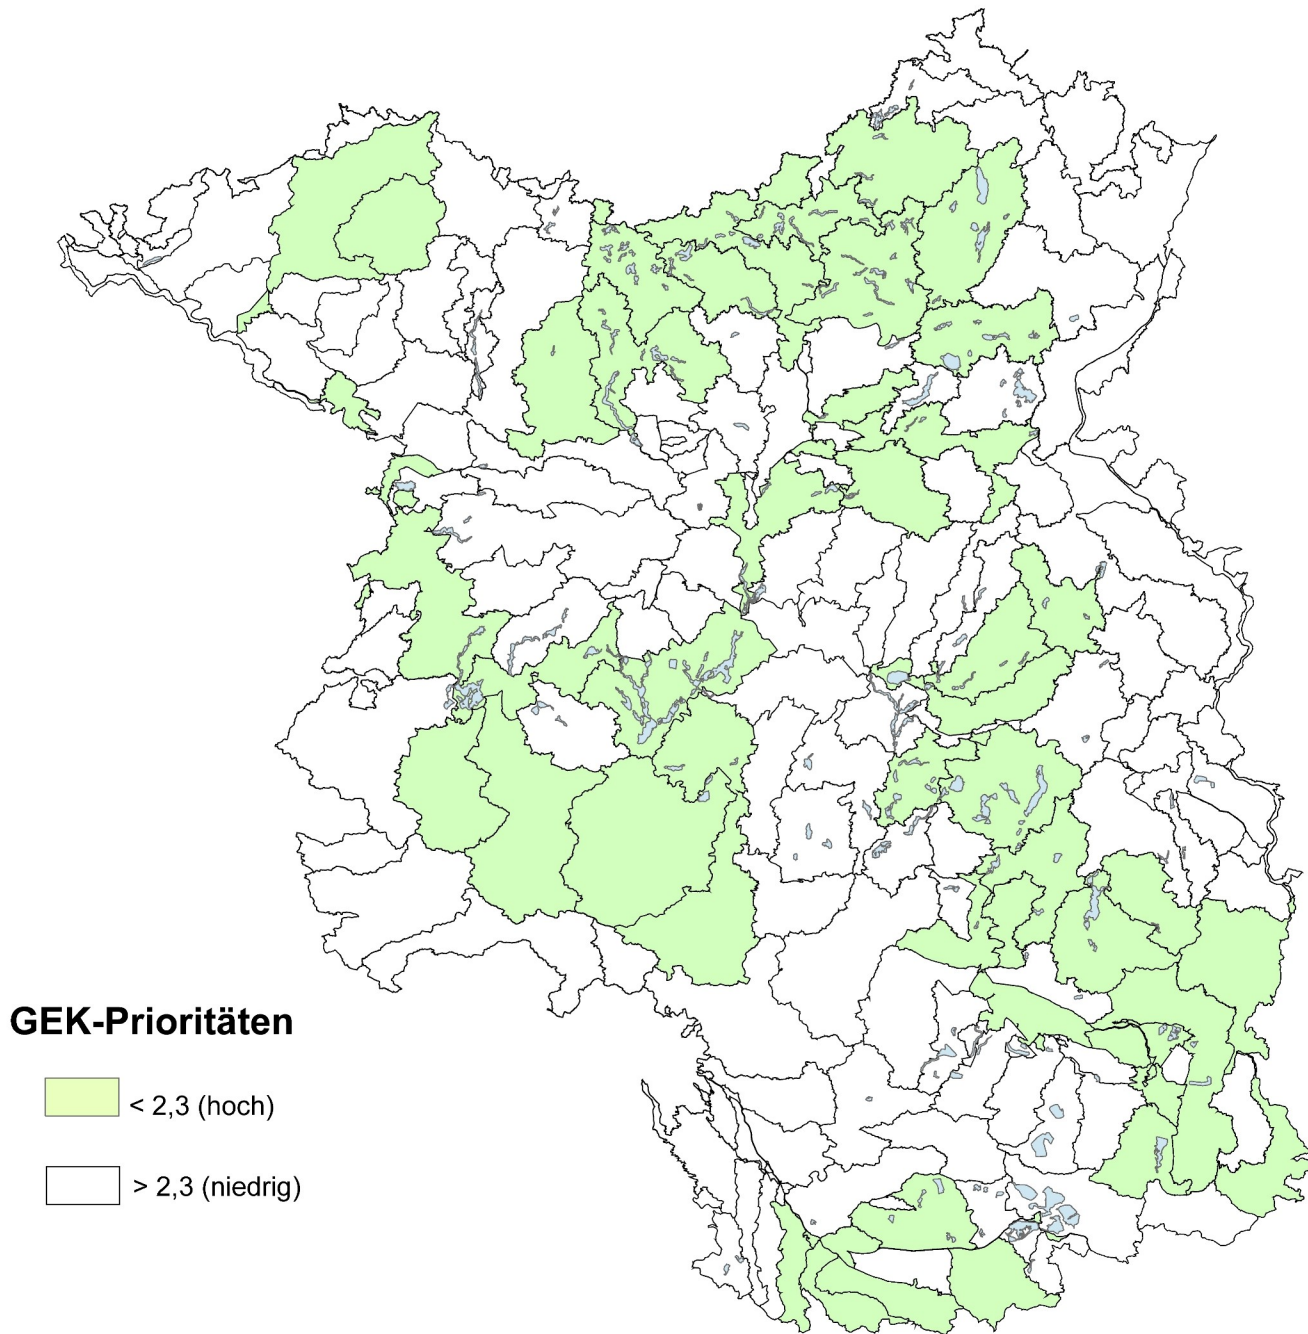 GEK-Prioritäten
< 2,3 (hoch)
> 2,3 (niedrig)